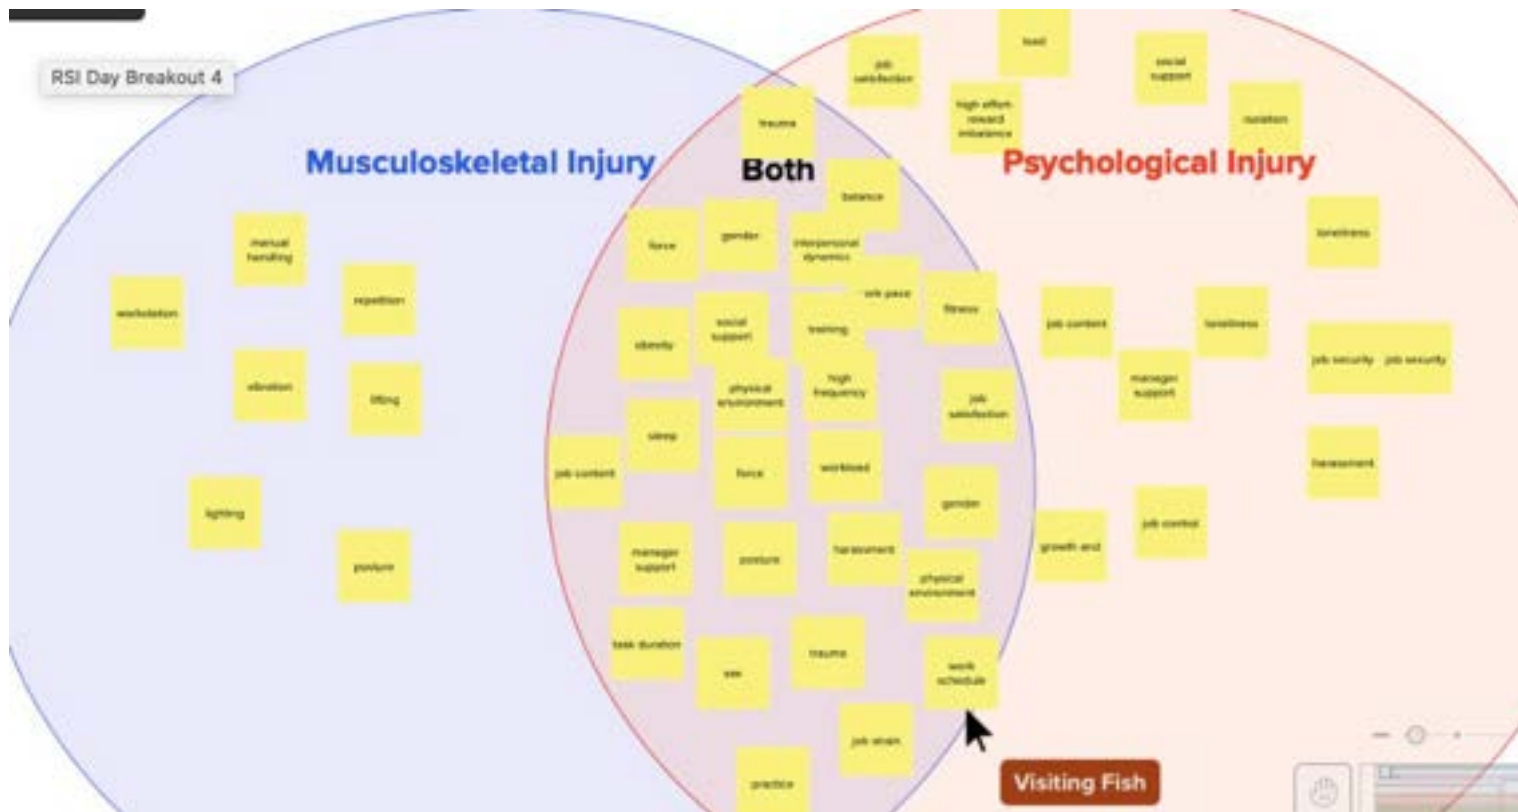 RSI Day Breakout 4
job
satisfaction
social
support
high effort-
reward
imbalance
isolation
trauma
Musculoskeletal Injury
Both
Psychological Injury
balance
manual
handling
force
gender
interpersonal
dynamics
loneliness
workstation
repetition
ork pace
fitness
obesity
social
support
training
job content
loneliness
vibration
lifting
physical
environment
high
frequency
job
satisfaction
manager
support
job security
job security
sleep
job content
force
workload
harassment
lighting
gender
job control
posture
manager
support
posture
harassment
physical
environment
growth and
task duration
sex
trauma
work
schedule
job strain
practice
Visiting Fish